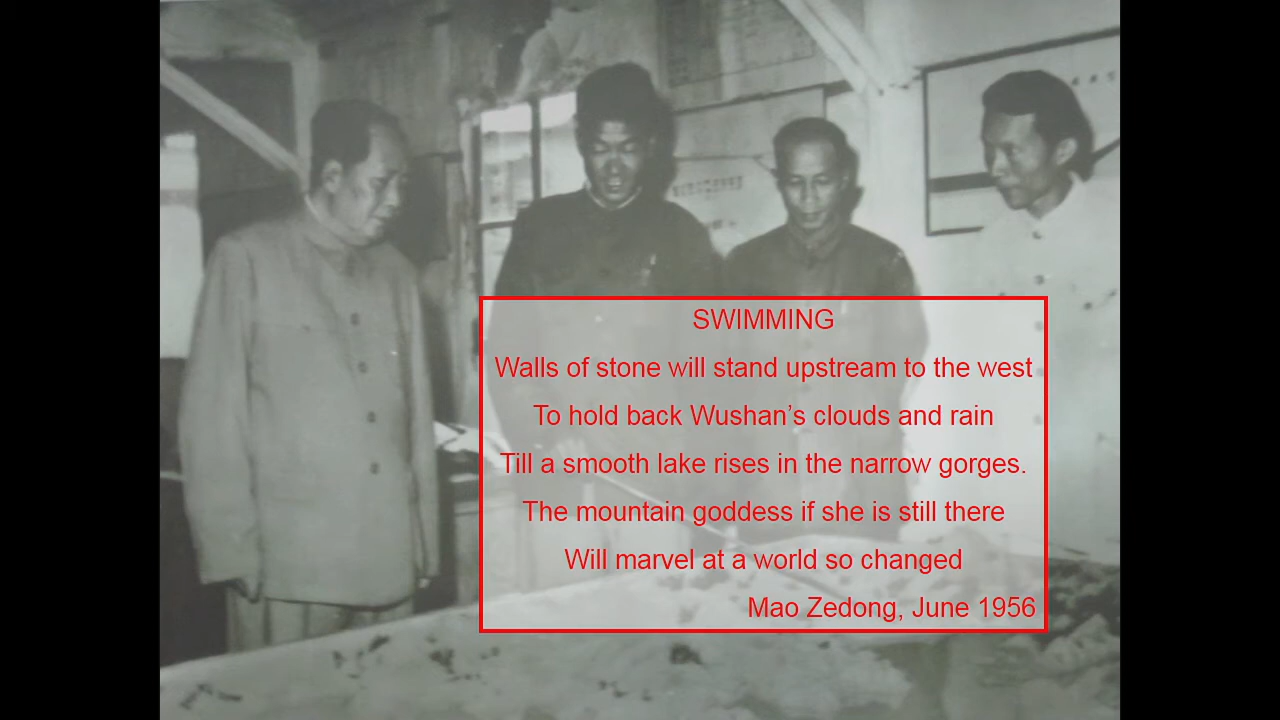 SWIMMING
Walls of stone will stand upstream to the west
To hold back Wushan’s clouds and rain
Till a smooth lake rises in the narrow gorges.
The mountain goddess if she is still there
Will marvel at a world so changed
Mao Zedong, June 1956